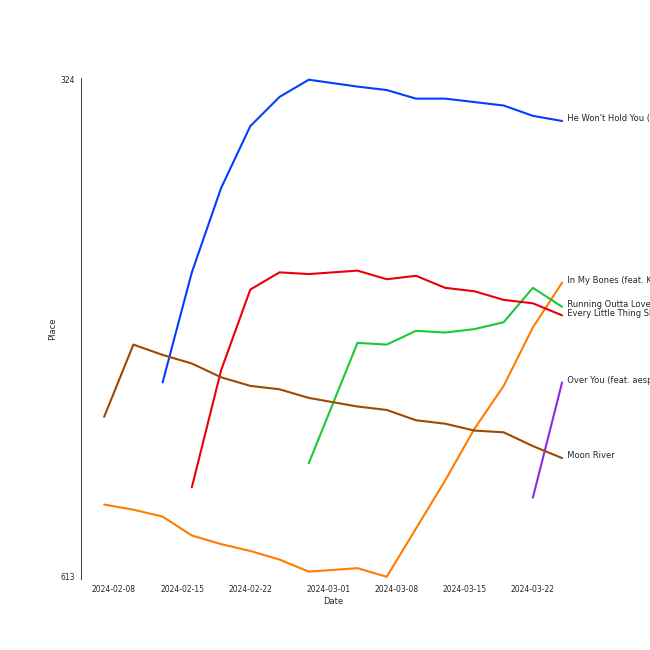 324
He Won't Hold You (
In My Bones (feat.
Running Outta Love
Every Little Thing
Over You (feat.
Moon River
Place
613
2024-02-08 2024-02-15 2024-02-22 2024-03-01 2024-03-08 2024-03-15 2024-03-22
Date